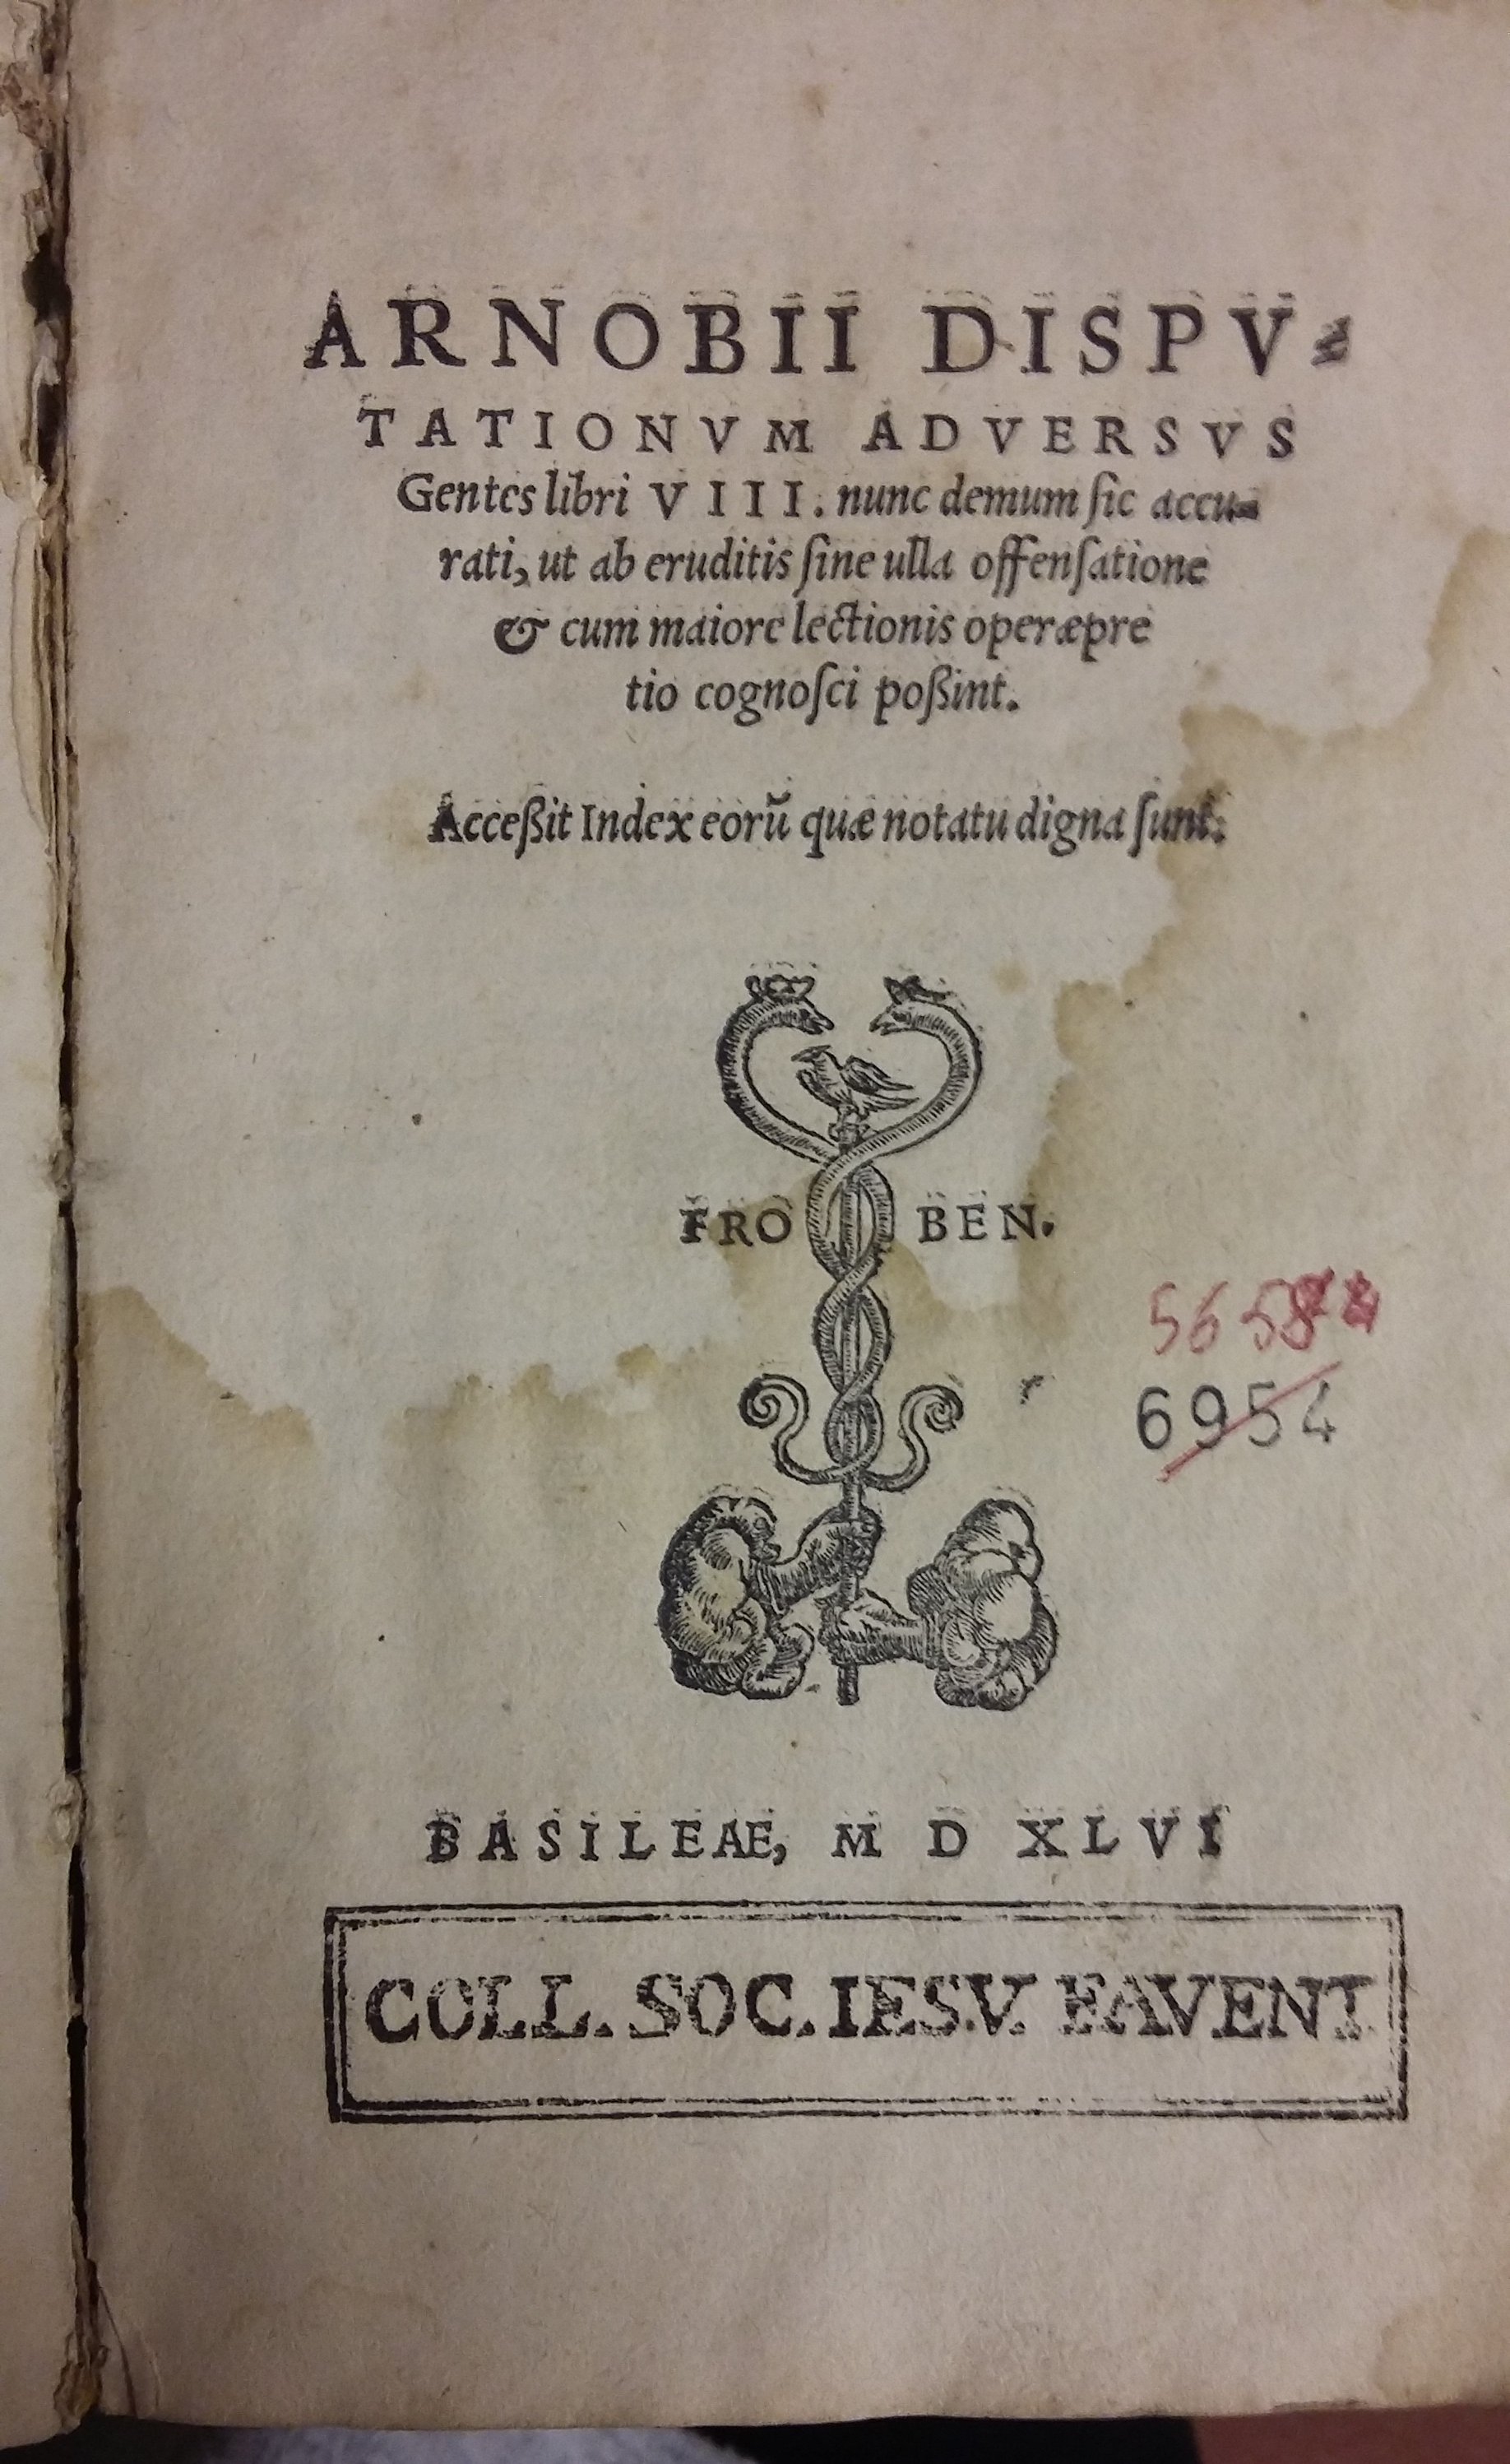 ARNOBII DISPV-
TATIONVM ADVERSVS
Gentes libri VIII. nunc demum ſic accu-
rati, ut ab eruditis ſine ulla offenſatione
& cum maiore lectionis operæpre
tio cognoſci poßint.
Acceßit Index eorũ quæ notatu digna ſunt.
FRO BEN.
6954
BASILEAE, M D XLVI
COLL. SOC. IESV. FAVENT.